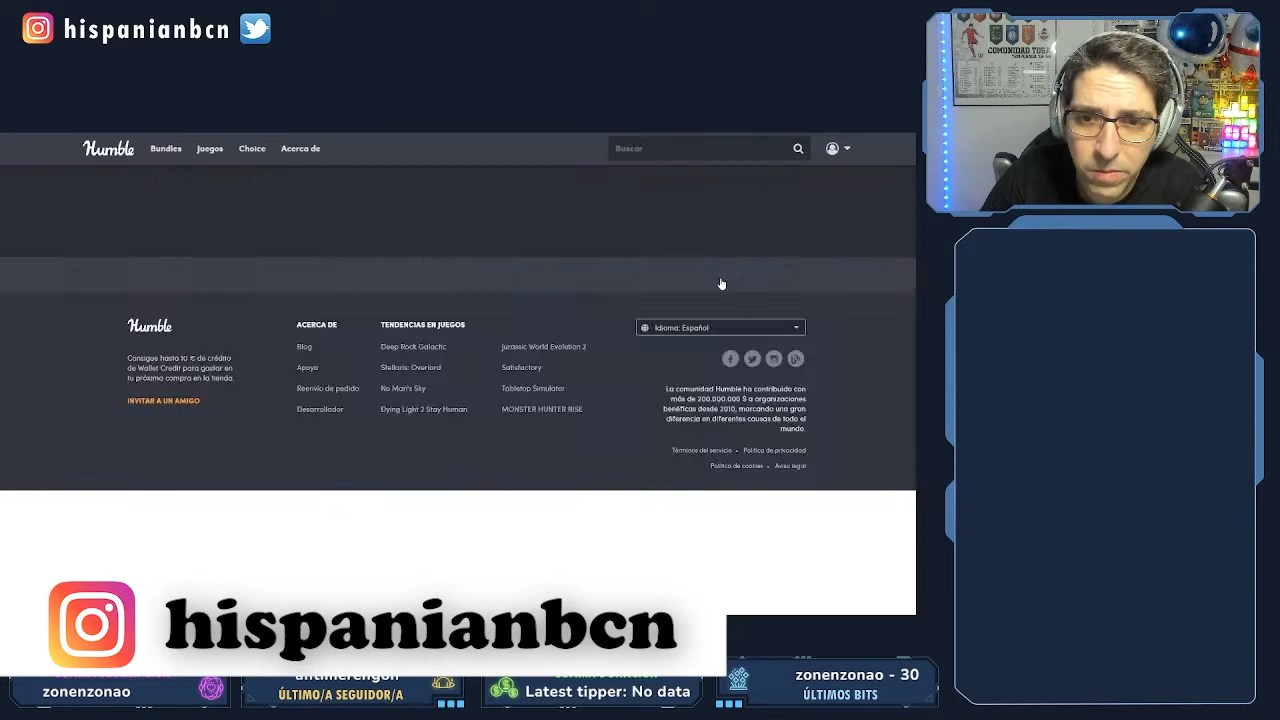 hispanianbcn
COMUNIDAD TUSA
Humble
Bundles
Juegos
Choice
Acerca de
Buscar
Humble
Consigue hasta 10 € de crédito
de Wallet Credit para gastar en
tu próxima compra en la tienda.
INVITAR A UN AMIGO
ACERCA DE
Blog
Apoyo
Reenvío de pedido
Desarrollador
TENDENCIAS EN JUEGOS
Deep Rock Galactic
Stellaris: Overlord
No Man's Sky
Dying Light 2 Stay Human
Jurassic World Evolution 2
Satisfactory
Tabletop Simulator
MONSTER HUNTER RISE
Idioma: Español
La comunidad Humble ha contribuido con
más de 200.000.000 $ a organizaciones
benéficas desde 2010, marcando una gran
diferencia en diferentes causas de todo el
mundo.
Términos del servicio • Política de privacidad
Política de cookies • Aviso legal
hispanianbcn
zonenzonao
antimerengon
ÚLTIMO/A SEGUIDOR/A
Latest tipper: No data
zonenzonao - 30
ÚLTIMOS BITS